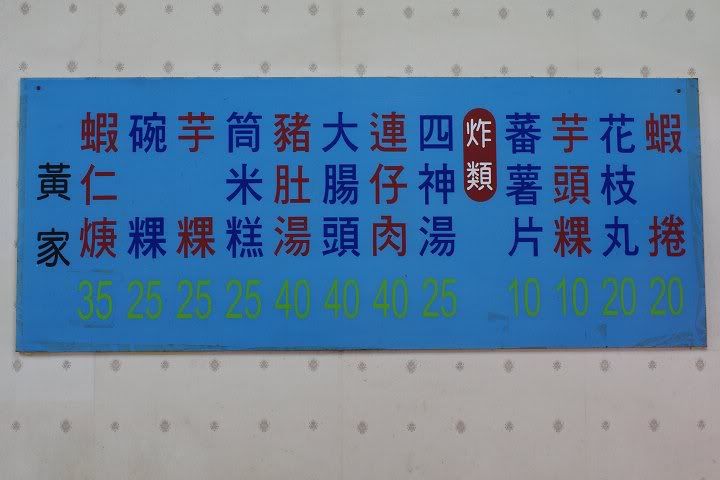 黃家
蝦仁焿 35
碗粿 25
芋粿 25
筒米糕 25
豬肚湯 40
大腸頭 40
連仔肉 40
四神湯 25
炸類
蕃薯片 10
芋頭粿 10
花枝丸 20
蝦捲 20